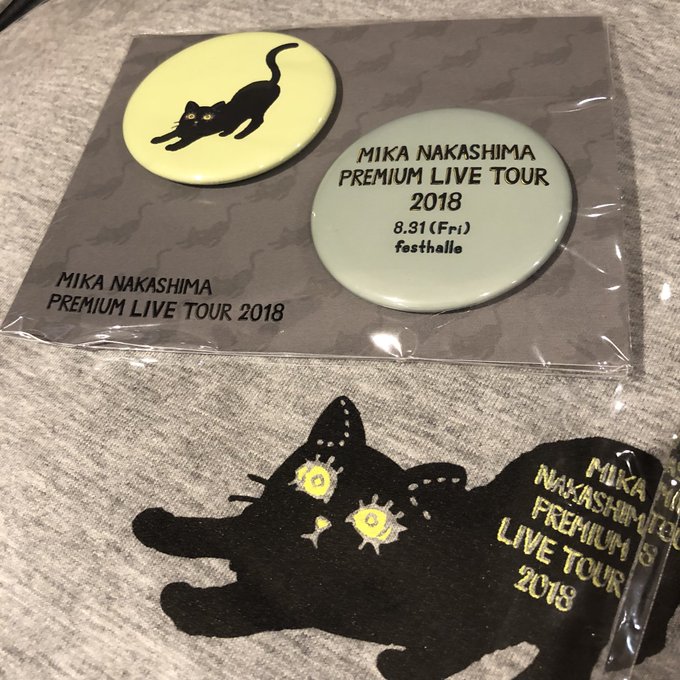 MIKA NAKASHIMA
PREMIUM LIVE TOUR
2018
8.31(Fri)
festhalle
MIKA NAKASHIMA
PREMIUM LIVE TOUR 2018
MIKA
NAKASHIM
PREMIUM
LIVE TOUR
2018